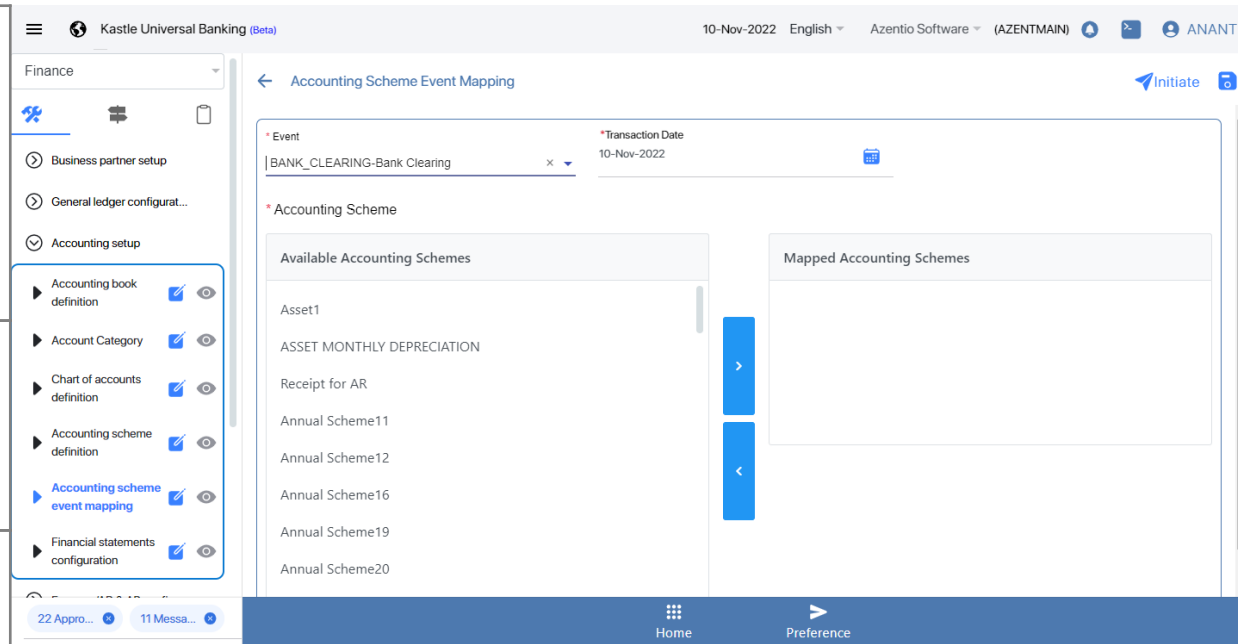 Kastle Universal Banking (Beta)
10-Nov-2022 English Azentio Software (AZENTMAIN) ANANT
Finance
Accounting Scheme Event Mapping
Initiate
Business partner setup
General ledger configurat...
Accounting setup
Accounting book
definition
Account Category
Chart of accounts
definition
Accounting scheme
definition
Accounting scheme
event mapping
Financial statements
configuration
22 Appro...
11 Messa...
* Event
BANK_CLEARING-Bank Clearing ×
*Transaction Date
10-Nov-2022
* Accounting Scheme
Available Accounting Schemes
Asset1
ASSET MONTHLY DEPRECIATION
Receipt for AR
Annual Scheme11
Annual Scheme12
Annual Scheme16
Annual Scheme19
Annual Scheme20
>
<
Mapped Accounting Schemes
Home
Preference